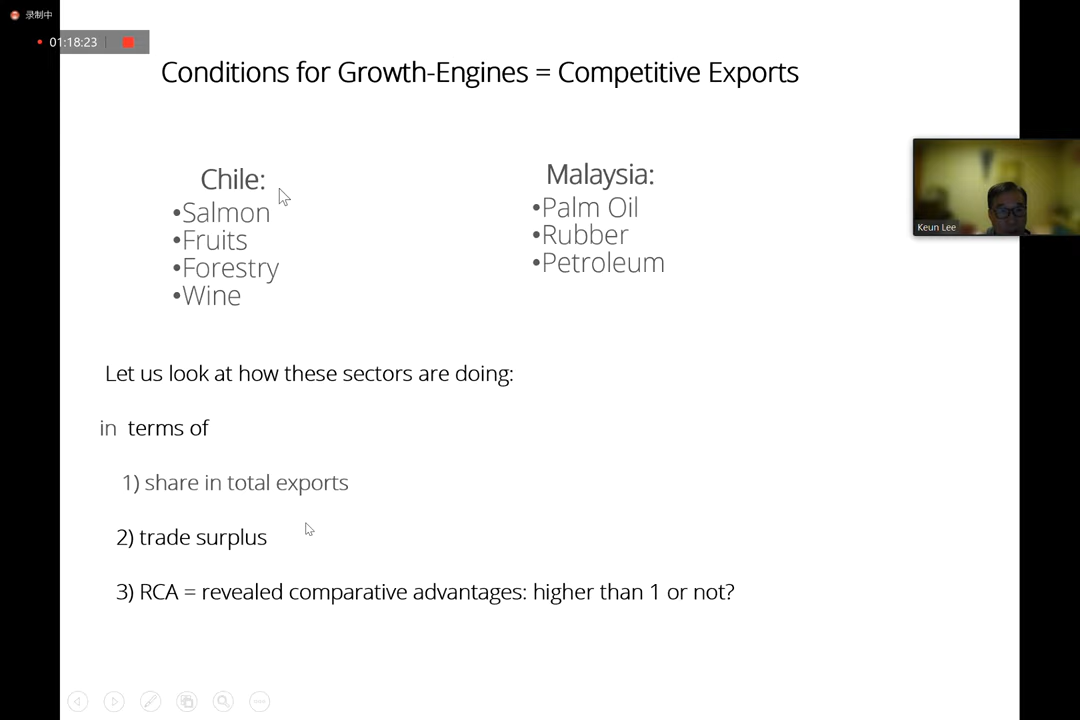 录制中
01:18:23
Conditions for Growth-Engines = Competitive Exports
Chile:
•Salmon
•Fruits
•Forestry
•Wine
Malaysia:
•Palm Oil
•Rubber
•Petroleum
Keun Lee
Let us look at how these sectors are doing:
in terms of
1) share in total exports
2) trade surplus
3) RCA = revealed comparative advantages: higher than 1 or not?